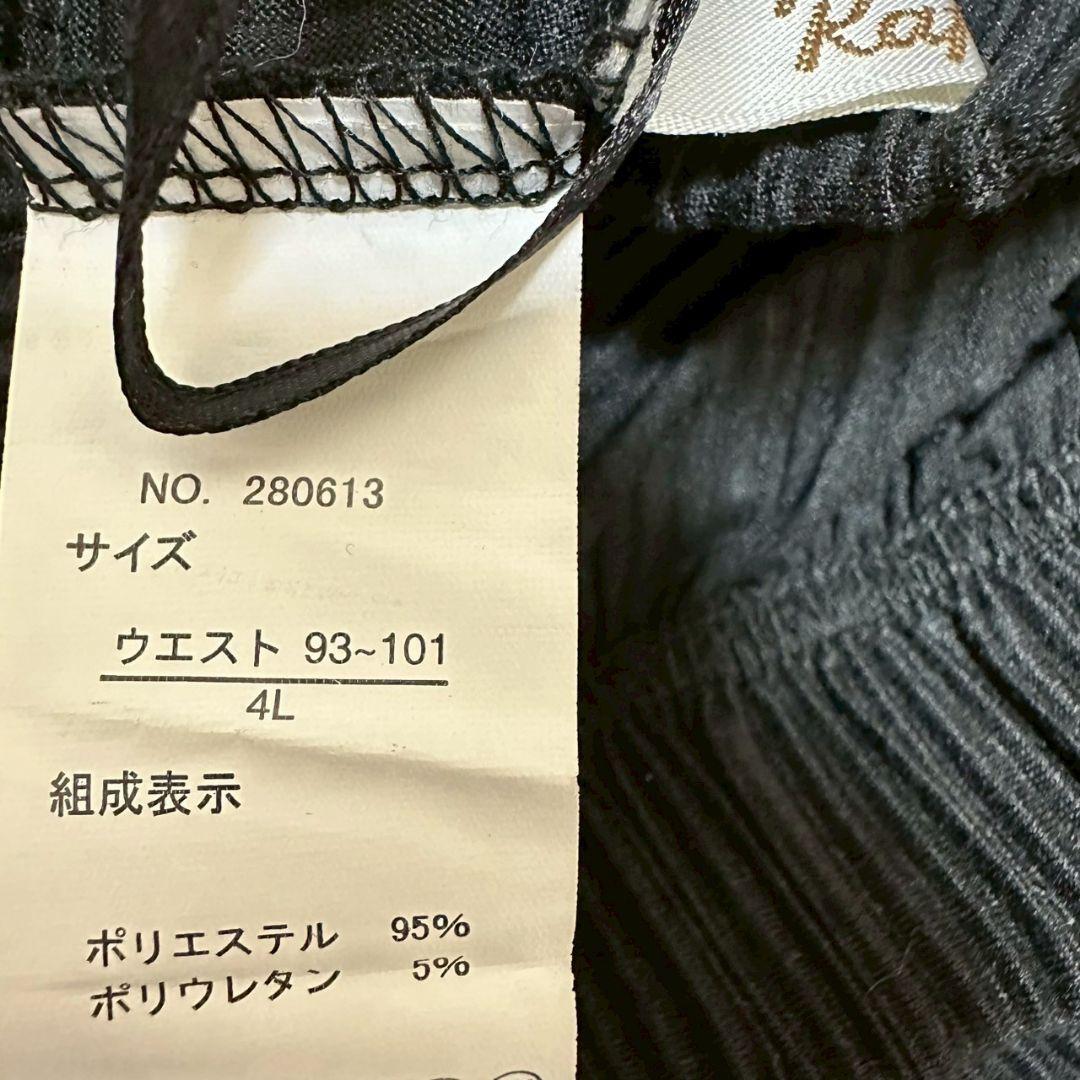 NO. 280613
サイズ
ウエスト 93~101
4L
組成表示
ポリエステル 95%
ポリウレタン 5%